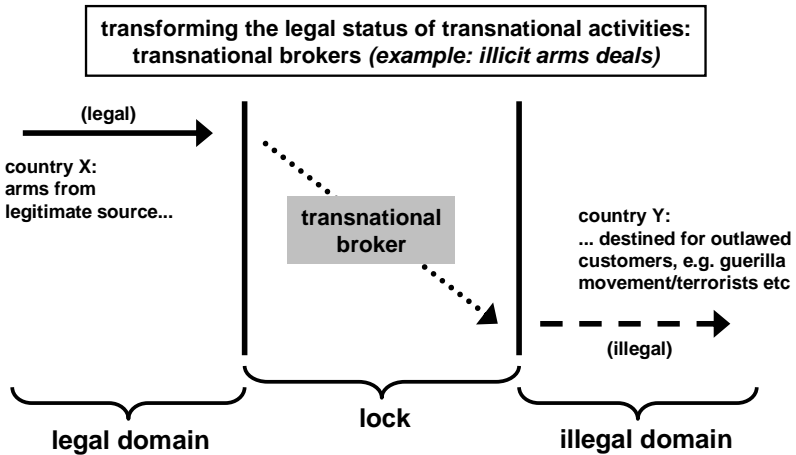 transforming the legal status of transnational activities:
transnational brokers (example: illicit arms deals)
(legal)
country X:
arms from
legitimate source...
transnational
broker
country Y:
... destined for outlawed
customers, e.g. guerilla
movement/terrorists etc
(illegal)
legal domain
lock
illegal domain